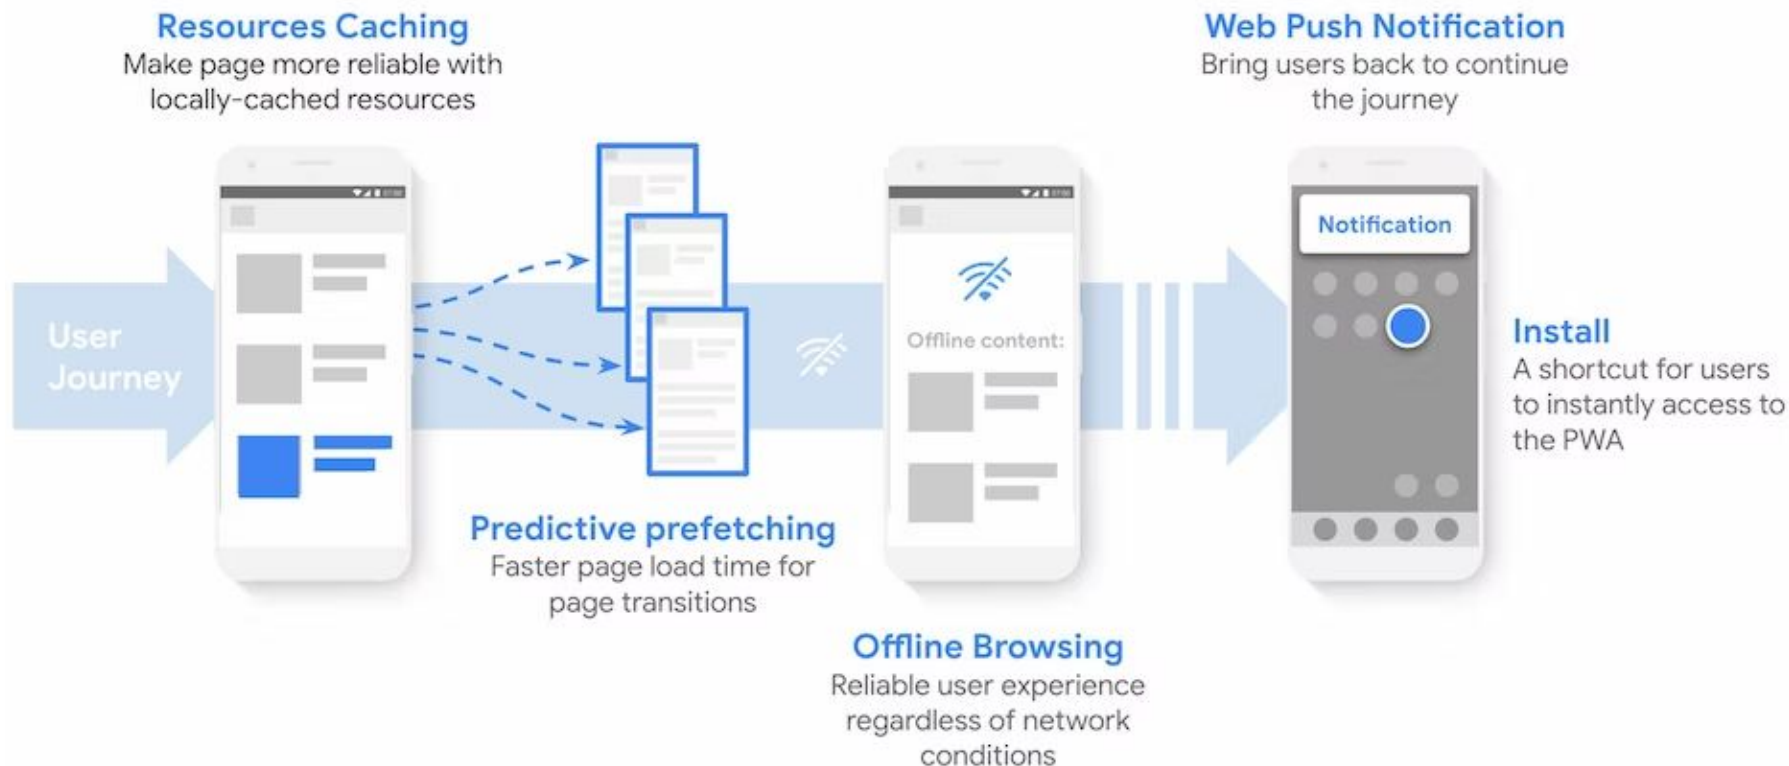 Resources Caching
Make page more reliable with
locally-cached resources
Web Push Notification
Bring users back to continue
the journey
User
Journey
Offline content:
Notification
Install
A shortcut for users
to instantly access to
the PWA
Predictive prefetching
Faster page load time for
page transitions
Offline Browsing
Reliable user experience
regardless of network
conditions